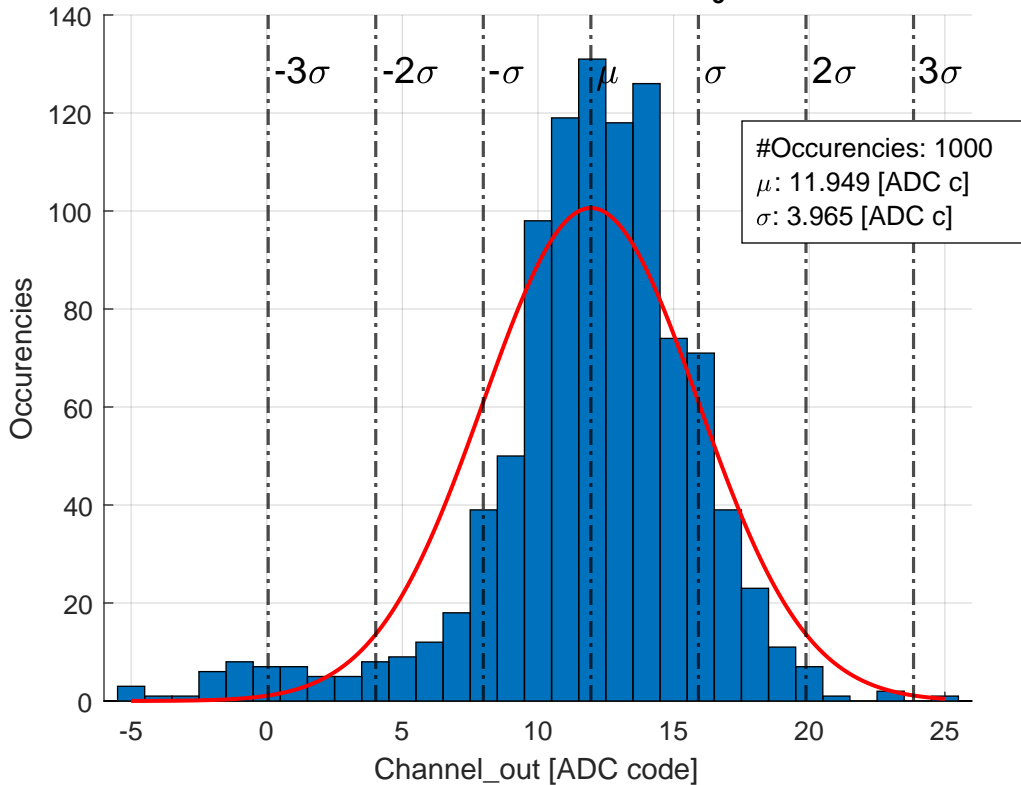 140
120
100
80
60
40
20
0
-3σ -2σ -σ μ σ 2σ 3σ
#Occurencies: 1000
μ: 11.949 [ADC c]
σ: 3.965 [ADC c]
Occurencies
-5 0 5 10 15 20 25
Channel_out [ADC code]